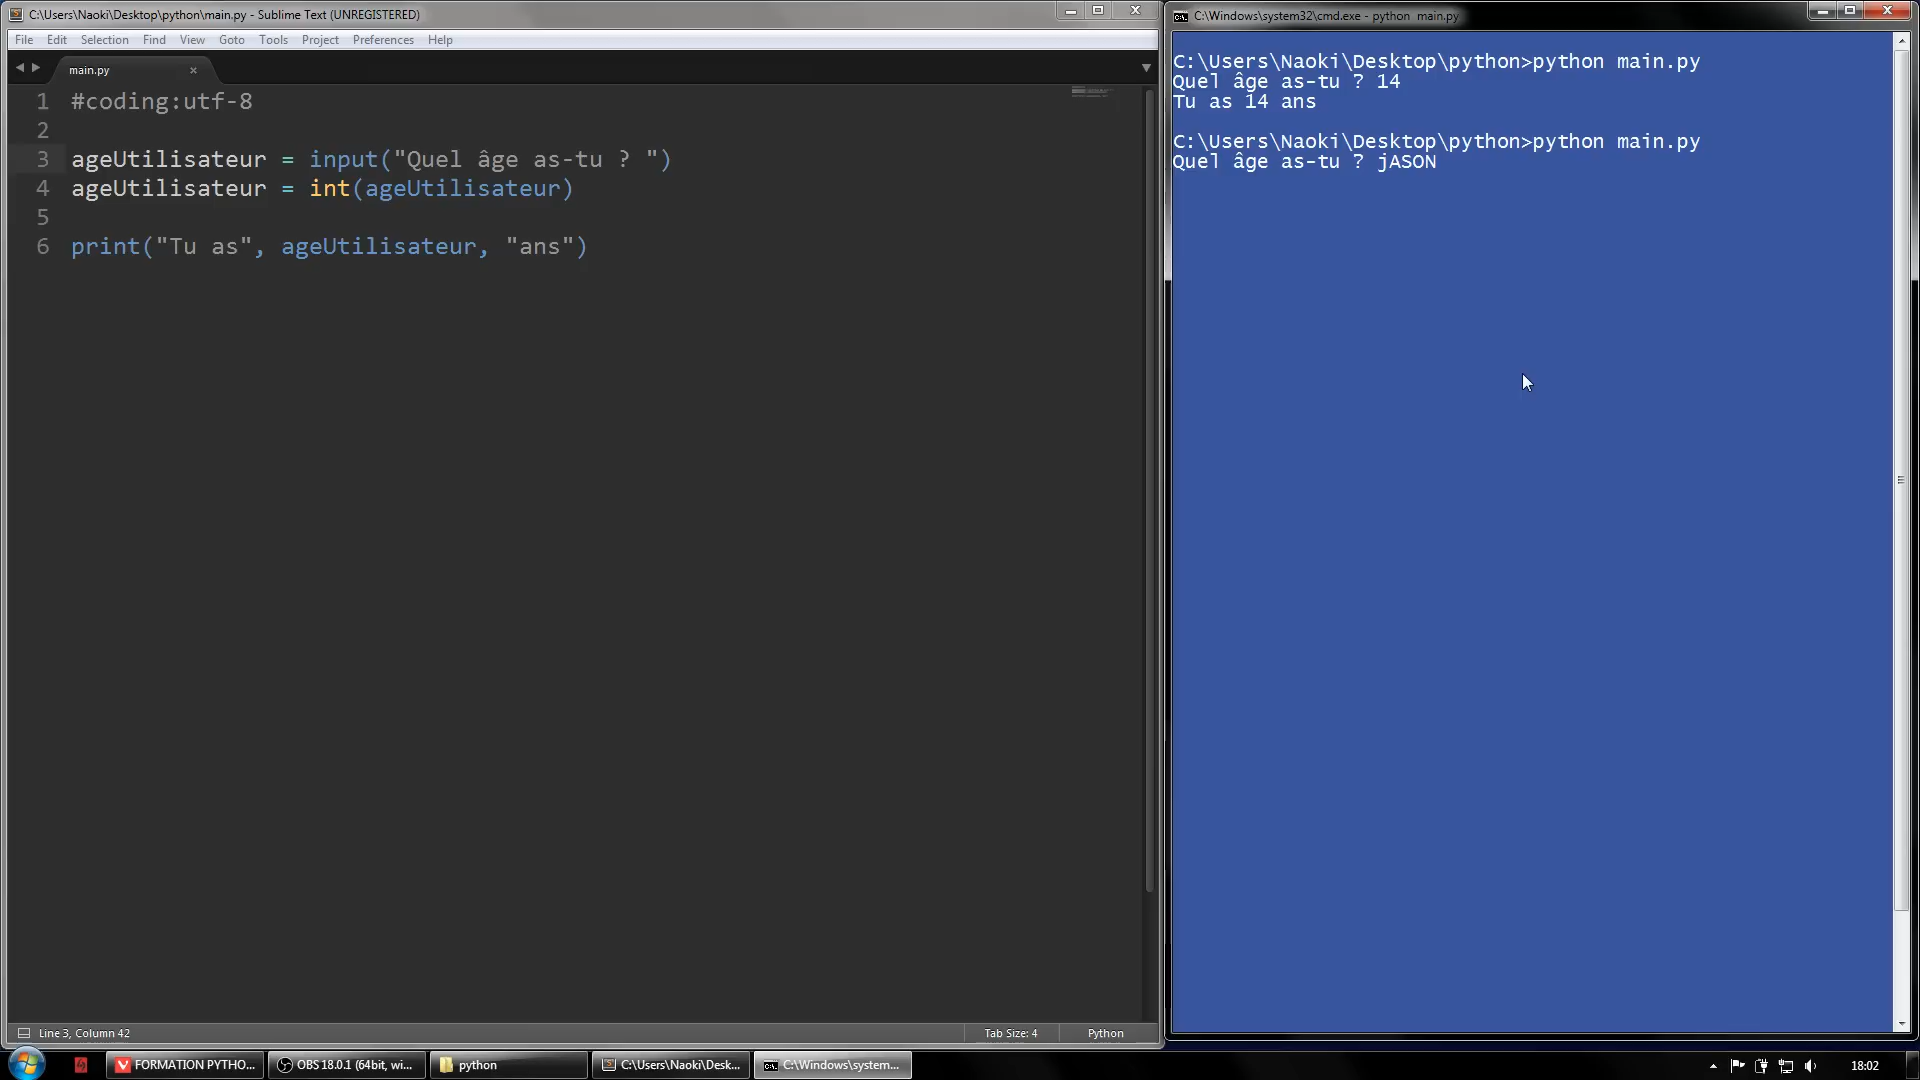 C:\Users\Naoki\Desktop\python\main.py - Sublime Text (UNREGISTERED)
File Edit Selection Find View Goto Tools Project Preferences Help
main.py
1 #coding:utf-8
2
3 ageUtilisateur = input("Quel âge as-tu ? ")
4 ageUtilisateur = int(ageUtilisateur)
5
6 print("Tu as", ageUtilisateur, "ans")
Line 3, Column 42
Tab Size: 4
Python
C:\Windows\system32\cmd.exe - python main.py
C:\Users\Naoki\Desktop\python>python main.py
Quel âge as-tu ? 14
Tu as 14 ans
C:\Users\Naoki\Desktop\python>python main.py
Quel âge as-tu ? jASON
FORMATION PYTHO...
OBS 18.0.1 (64bit, wi...
python
C:\Users\Naoki\Desk...
C:\Windows\system...
18:02